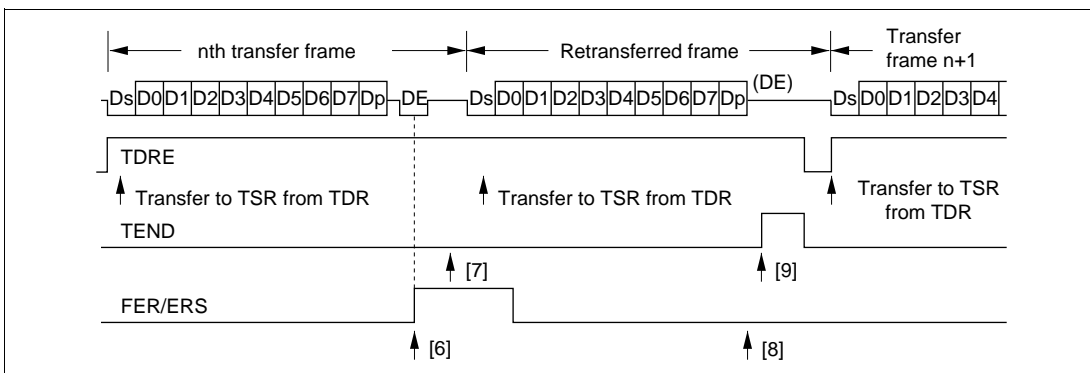 nth transfer frame
Retransferred frame
Transfer
frame n+1
Ds D0 D1 D2 D3 D4 D5 D6 D7 Dp DE
Ds D0 D1 D2 D3 D4 D5 D6 D7 Dp
(DE)
Ds D0 D1 D2 D3 D4
TDRE
Transfer to TSR from TDR
Transfer to TSR from TDR
Transfer to TSR
from TDR
TEND
[7]
[9]
FER/ERS
[6]
[8]